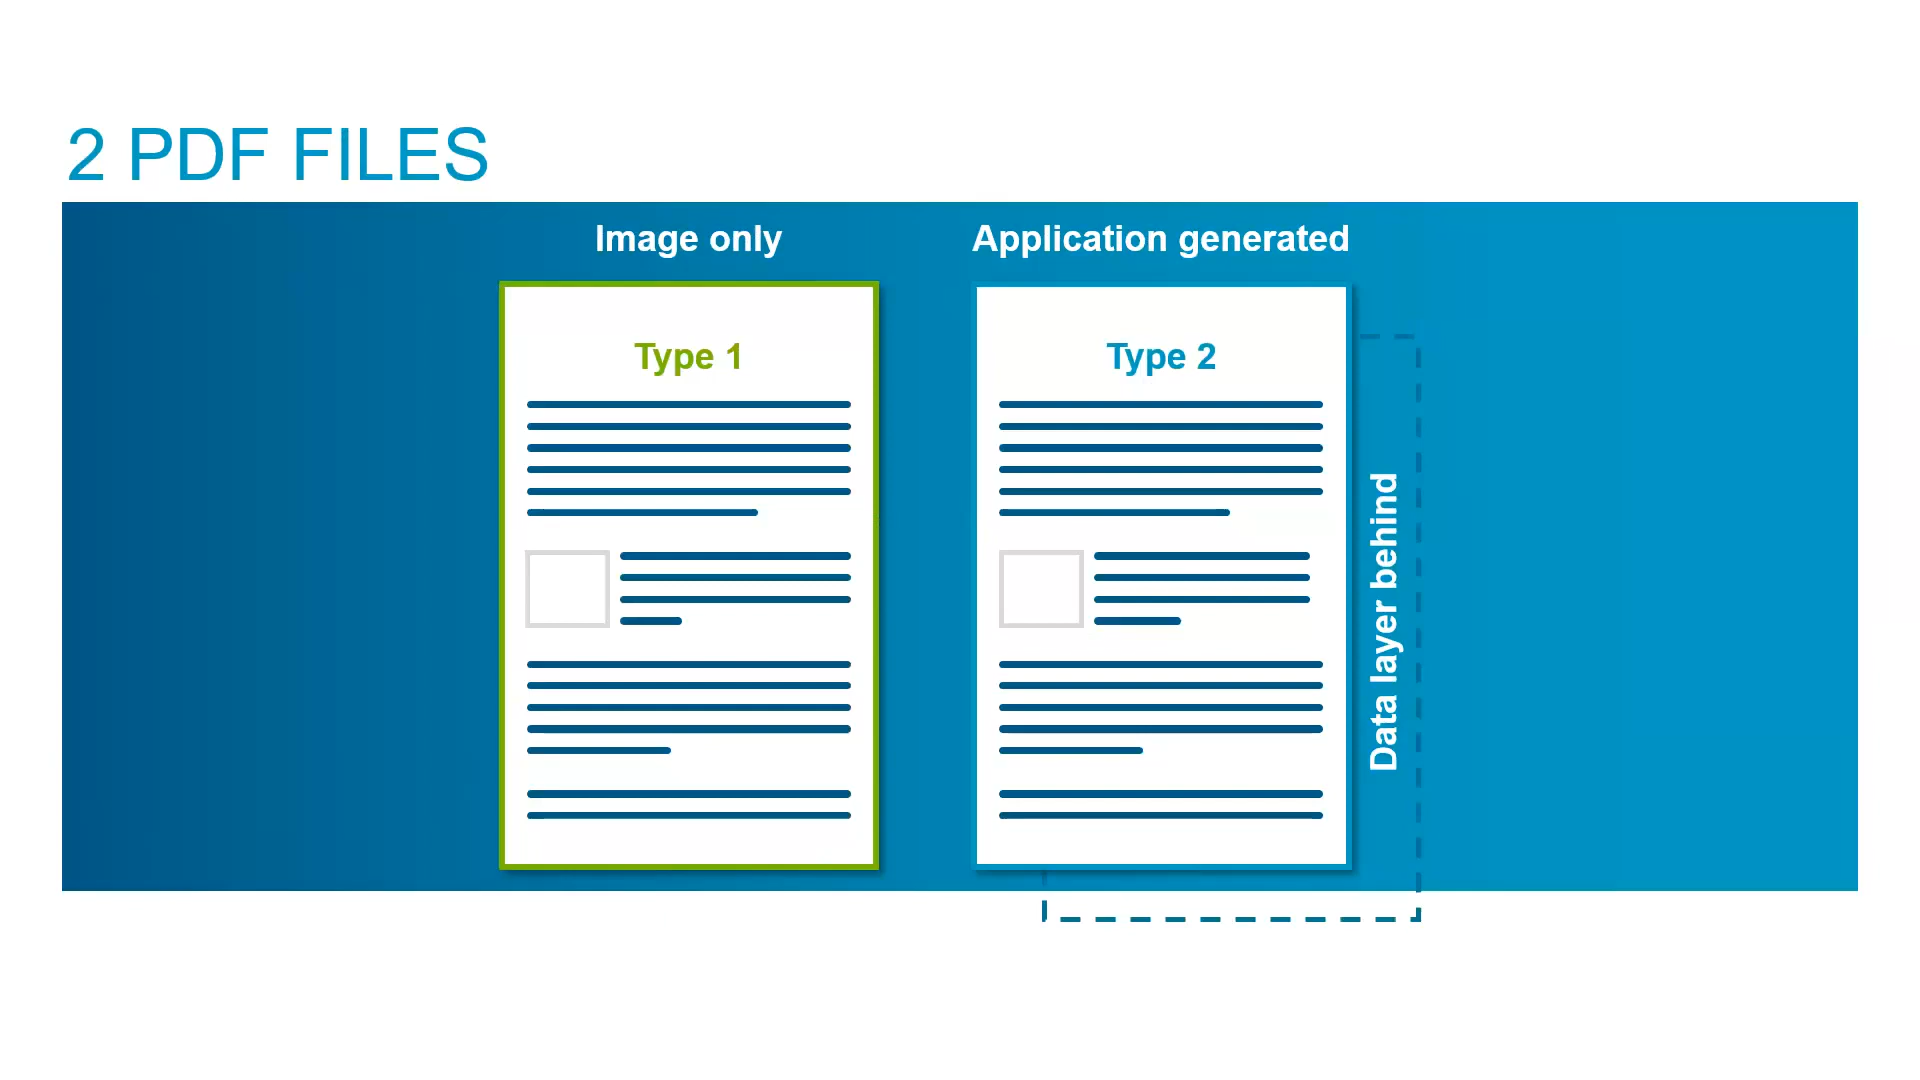 2 PDF FILES
Image only
Application generated
Type 1
Type 2
Data layer behind